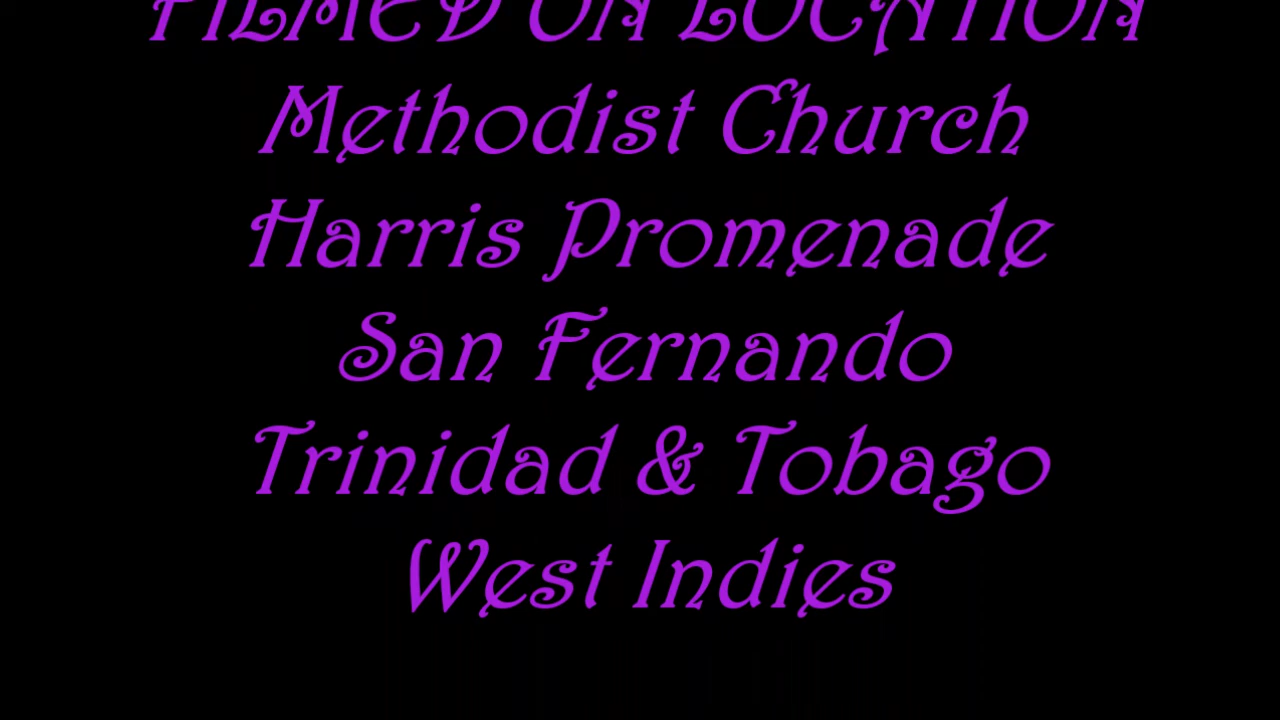 FILMED ON LOCATION
Methodist Church
Harris Promenade
San Fernando
Trinidad & Tobago
West Indies